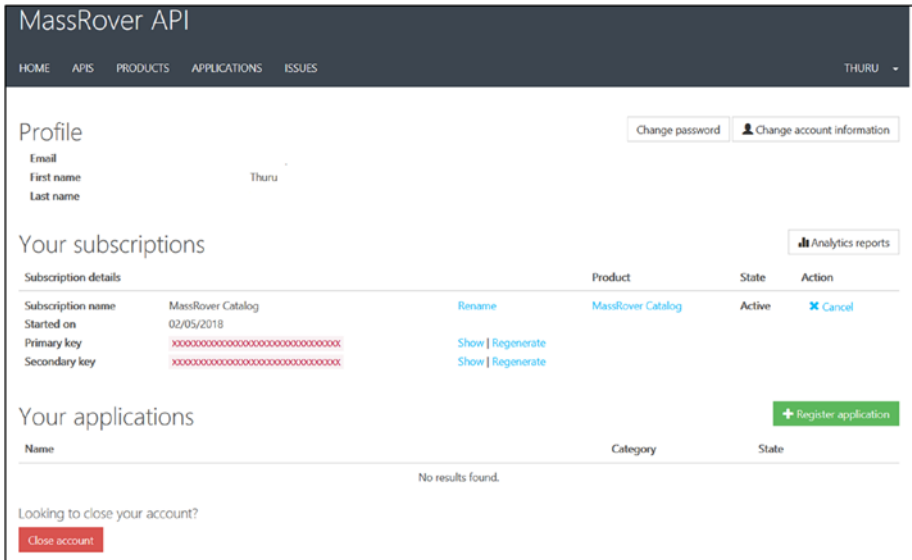 MassRover API
HOME APIS PRODUCTS APPLICATIONS ISSUES THURU
Profile
Change password Change account information
Email
First name Thuru
Last name
Your subscriptions
Analytics reports
Subscription details Product State Action
Subscription name MassRover Catalog Rename MassRover Catalog Active Cancel
Started on 02/05/2018
Primary key xxxxxxxxxxxxxxxxxxxxxxxxxxxxxxxx Show | Regenerate
Secondary key xxxxxxxxxxxxxxxxxxxxxxxxxxxxxxxx Show | Regenerate
Your applications
Register application
Name Category State
No results found.
Looking to close your account?
Close account